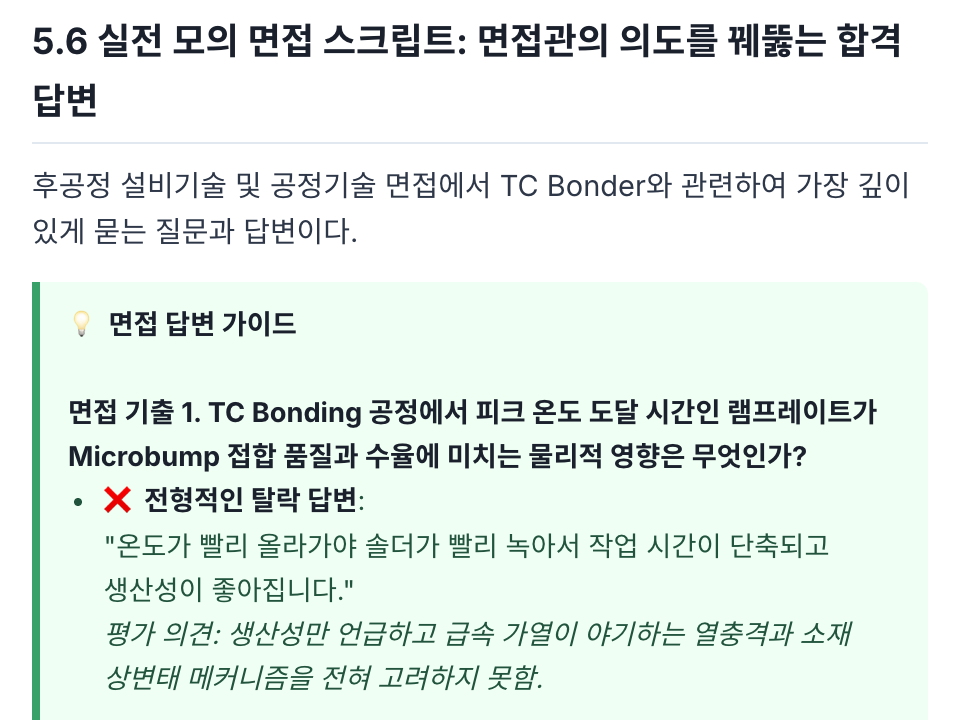 5.6 실전 모의 면접 스크립트: 면접관의 의도를 꿰뚫는 합격
답변
후공정 설비기술 및 공정기술 면접에서 TC Bonder와 관련하여 가장 깊이
있게 묻는 질문과 답변이다.
💡 면접 답변 가이드
면접 기출 1. TC Bonding 공정에서 피크 온도 도달 시간인 램프레이트가
Microbump 접합 품질과 수율에 미치는 물리적 영향은 무엇인가?
• ❌ 전형적인 탈락 답변:
"온도가 빨리 올라가야 솔더가 빨리 녹아서 작업 시간이 단축되고
생산성이 좋아집니다."
평가 의견: 생산성만 언급하고 급속 가열이 야기하는 열충격과 소재
상변태 메커니즘을 전혀 고려하지 못함.